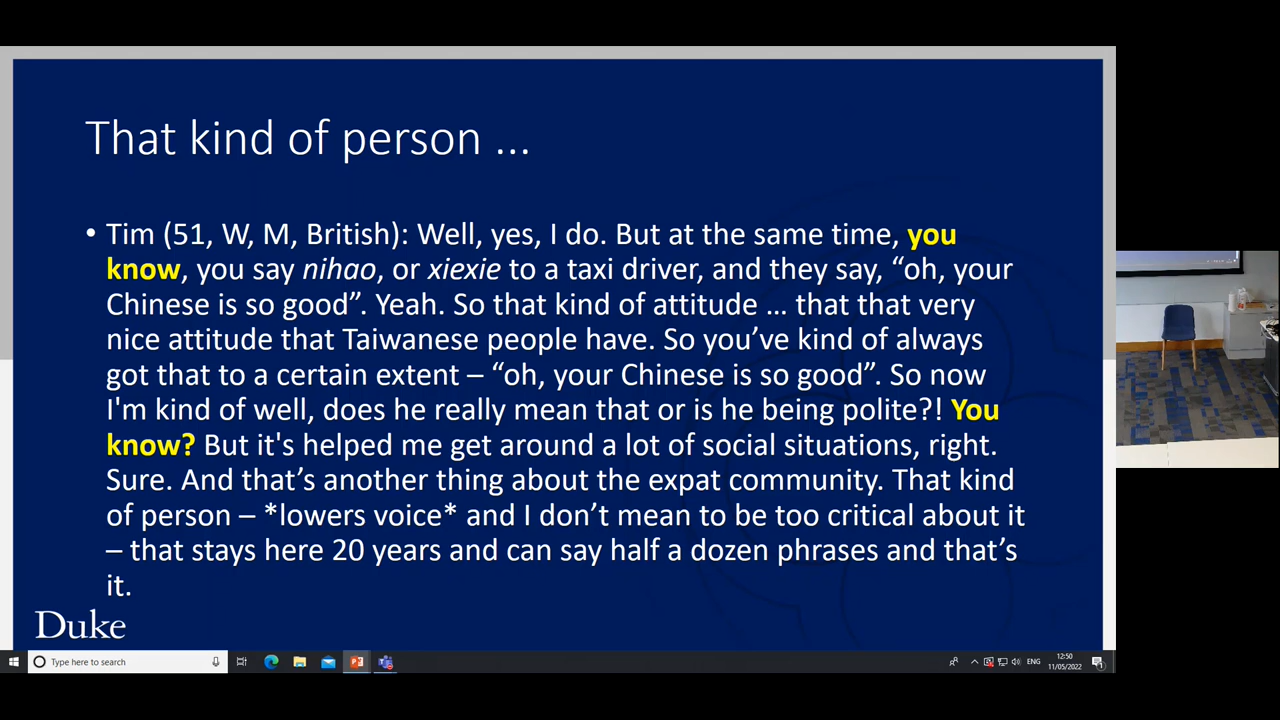 That kind of person ...
• Tim (51, W, M, British): Well, yes, I do. But at the same time, you
know, you say nihao, or xiexie to a taxi driver, and they say, “oh, your
Chinese is so good”. Yeah. So that kind of attitude … that that very
nice attitude that Taiwanese people have. So you’ve kind of always
got that to a certain extent – “oh, your Chinese is so good”. So now
I'm kind of well, does he really mean that or is he being polite?! You
know? But it's helped me get around a lot of social situations, right.
Sure. And that’s another thing about the expat community. That kind
of person – *lowers voice* and I don’t mean to be too critical about it
– that stays here 20 years and can say half a dozen phrases and that’s
it.
Duke
Type here to search
ENG
12:50
11/05/2022